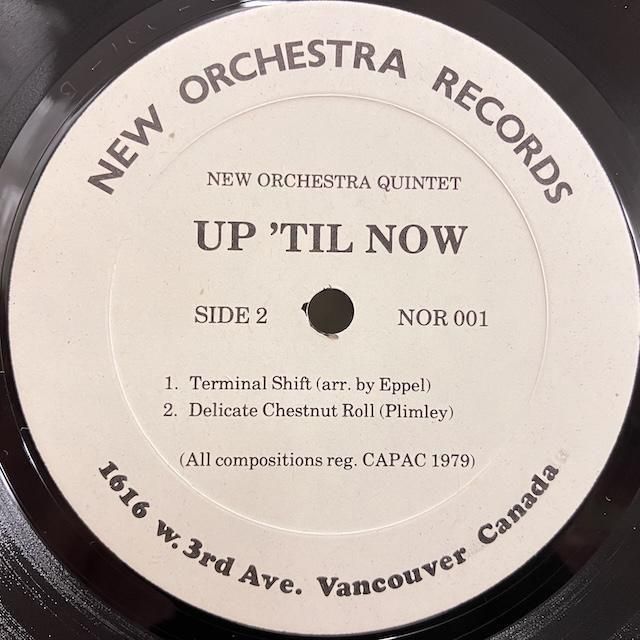 NEW ORCHESTRA RECORDS
NEW ORCHESTRA QUINTET
UP ’TIL NOW
SIDE 2 NOR 001
1. Terminal Shift (arr. by Eppel)
2. Delicate Chestnut Roll (Plimley)
(All compositions reg. CAPAC 1979)
1616 w. 3rd Ave. Vancouver Canada